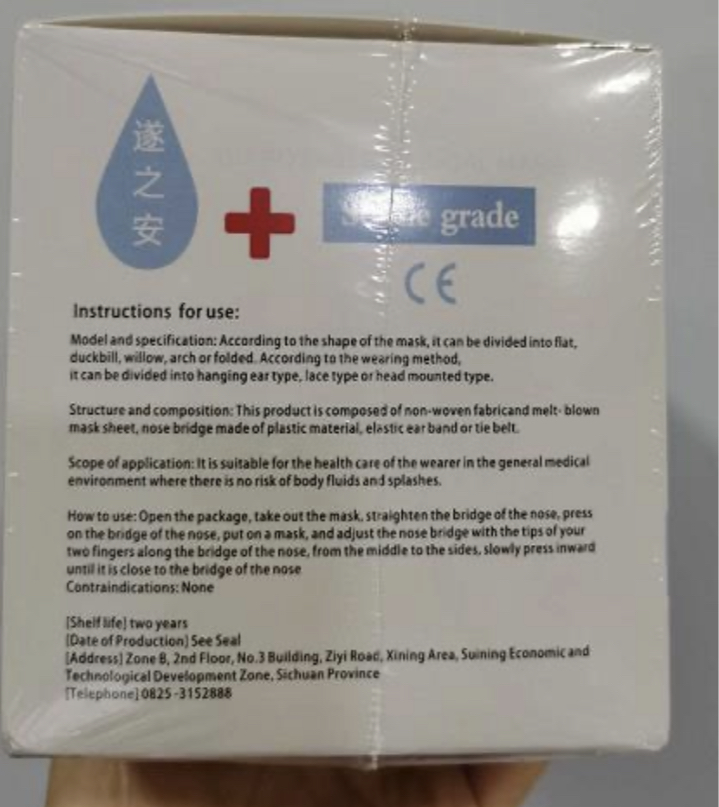 遂之安
grade
CE
Instructions for use:
Model and specification: According to the shape of the mask, it can be divided into flat,
duckbill, willow, arch or folded. According to the wearing method,
it can be divided into hanging ear type, lace type or head mounted type.
Structure and composition: This product is composed of non-woven fabricand melt- blown
mask sheet, nose bridge made of plastic material, elastic ear band or tie belt.
Scope of application: It is suitable for the health care of the wearer in the general medical
environment where there is no risk of body fluids and splashes.
How to use: Open the package, take out the mask, straighten the bridge of the nose, press
on the bridge of the nose, put on a mask, and adjust the nose bridge with the tips of your
two fingers along the bridge of the nose, from the middle to the sides, slowly press inward
until it is close to the bridge of the nose
Contraindications: None
[Shelf life] two years
[Date of Production] See Seal
[Address] Zone B, 2nd Floor, No.3 Building, Ziyi Road, Xining Area, Suining Economic and
Technological Development Zone, Sichuan Province
[Telephone] 0825-3152888